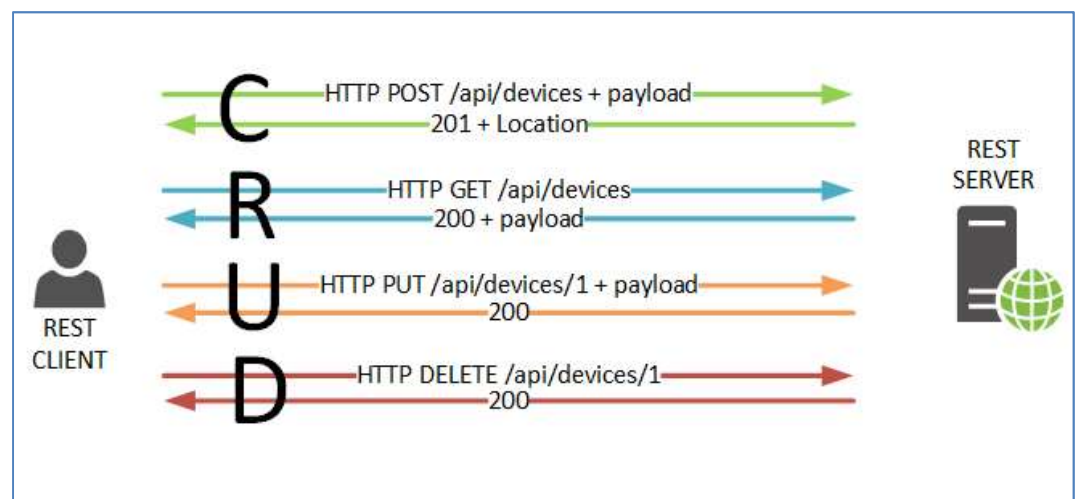 C
HTTP POST /api/devices + payload
201 + Location
R
HTTP GET /api/devices
200 + payload
U
HTTP PUT /api/devices/1 + payload
200
D
HTTP DELETE /api/devices/1
200
REST
CLIENT
REST
SERVER